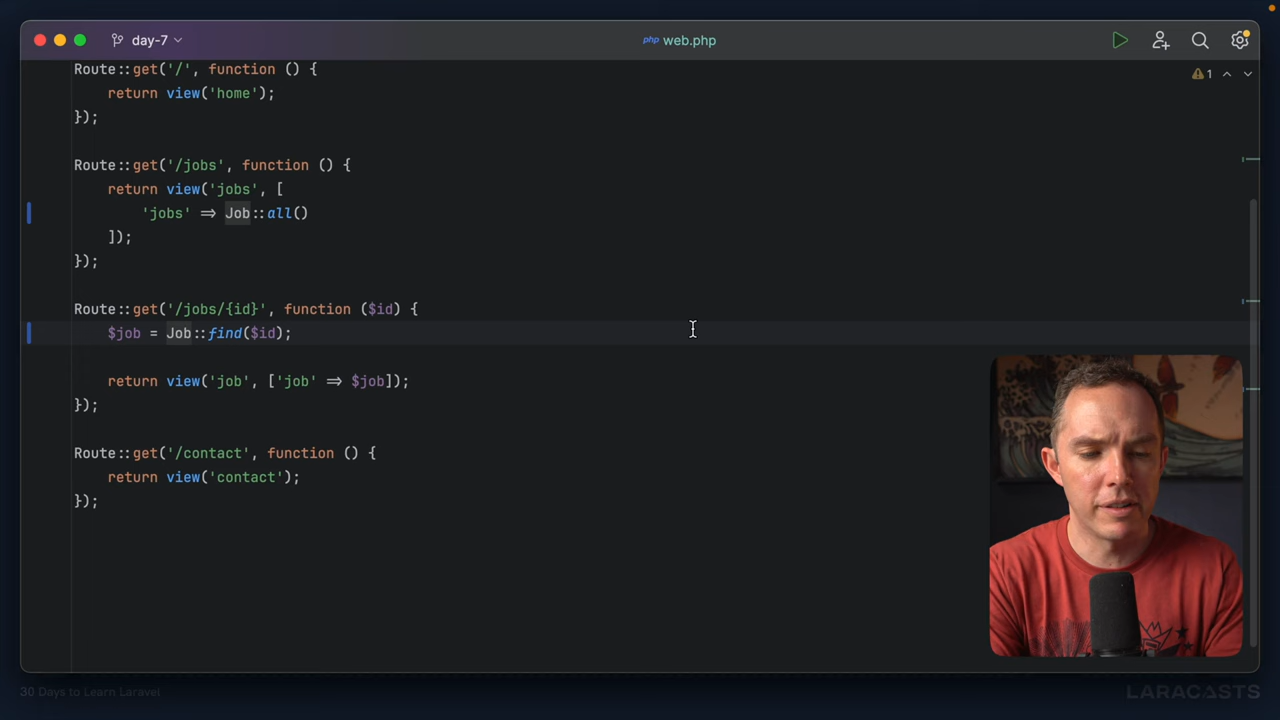 day-7
php web.php
1
Route::get('/', function () {
    return view('home');
});
Route::get('/jobs', function () {
    return view('jobs', [
        'jobs' => Job::all()
    ]);
});
Route::get('/jobs/{id}', function ($id) {
    $job = Job::find($id);
    return view('job', ['job' => $job]);
});
Route::get('/contact', function () {
    return view('contact');
});
30 Days to Learn Laravel
LARACASTS